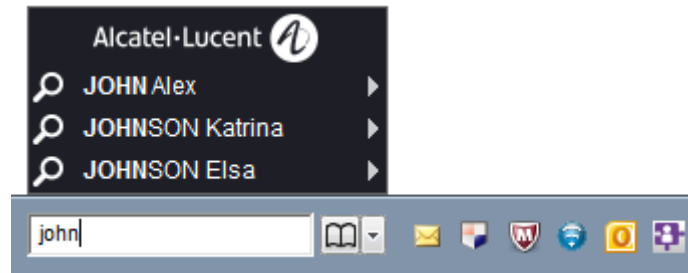 Alcatel·Lucent
JOHN Alex
JOHNSON Katrina
JOHNSON Elsa
john